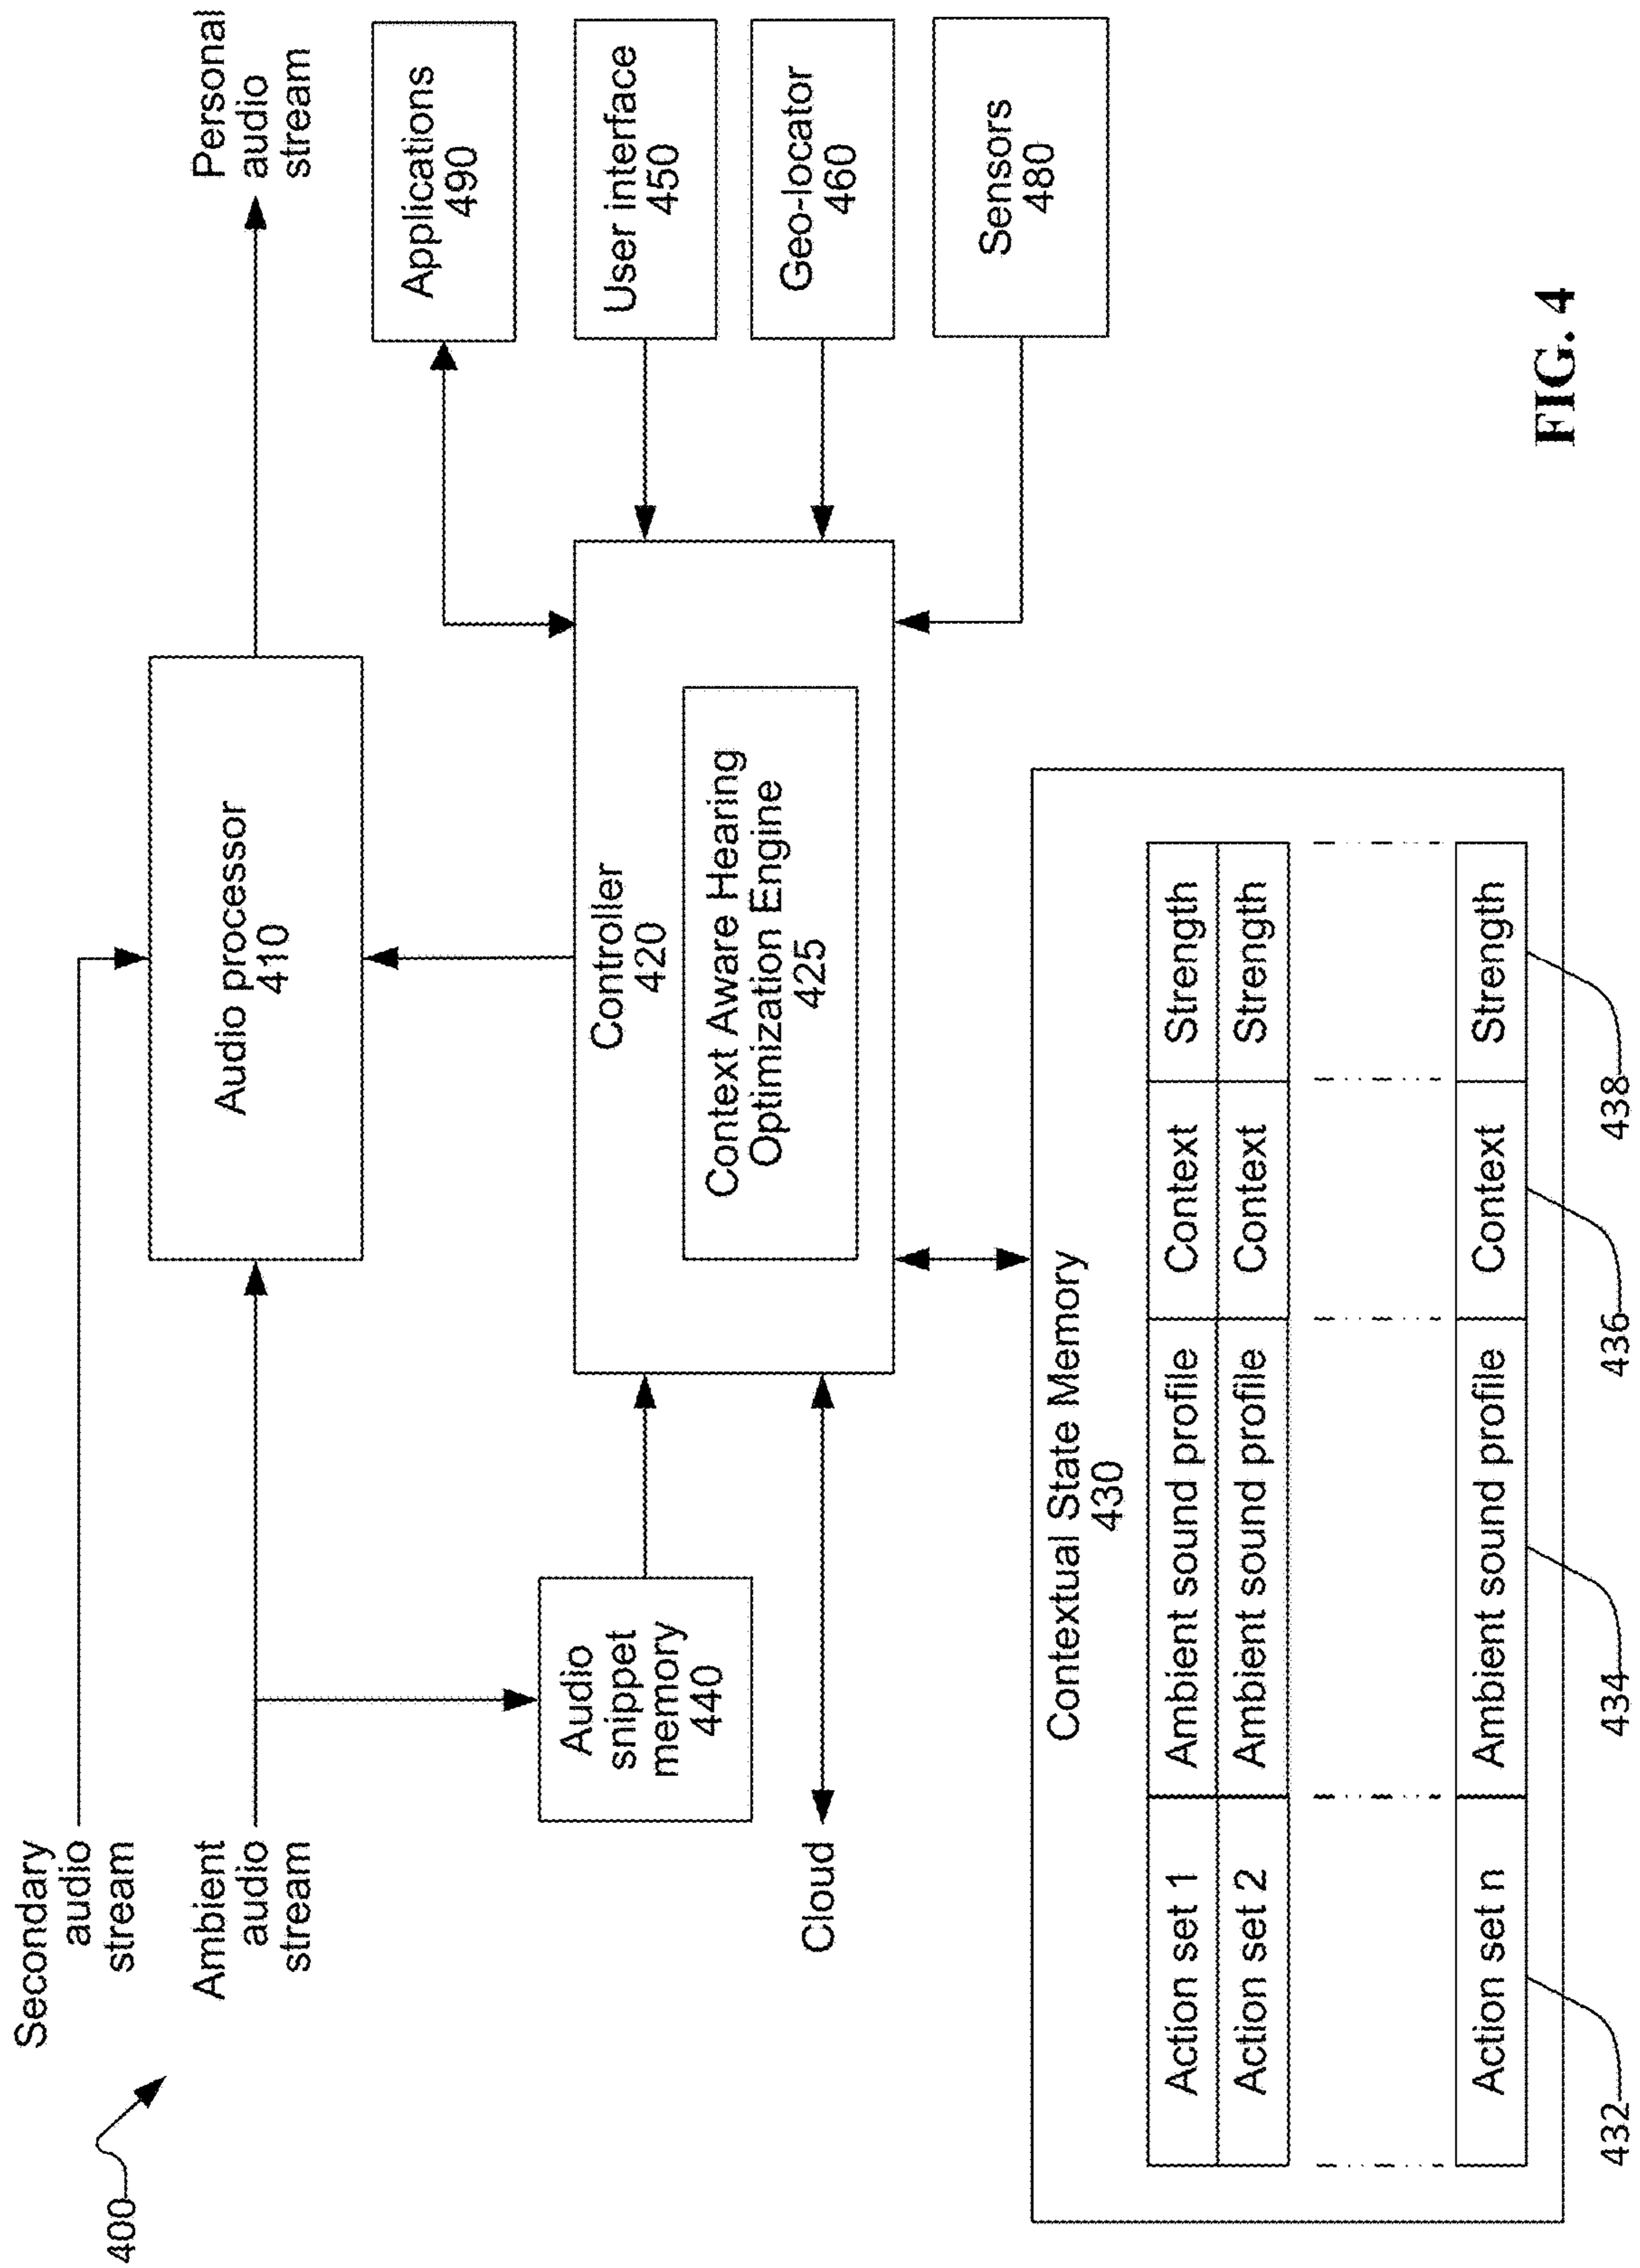 400
Secondary
audio
stream
Ambient
audio
stream
Personal
audio
stream
Audio processor
410
Applications
490
User interface
450
Geo-locator
460
Sensors
480
Controller
420
Context Aware Hearing
Optimization Engine
425
Audio
snippet
memory
440
Cloud
Contextual State Memory
430
Action set 1 Ambient sound profile Context Strength
Action set 2 Ambient sound profile Context Strength
Action set n Ambient sound profile Context Strength
432 434 436 438
FIG. 4